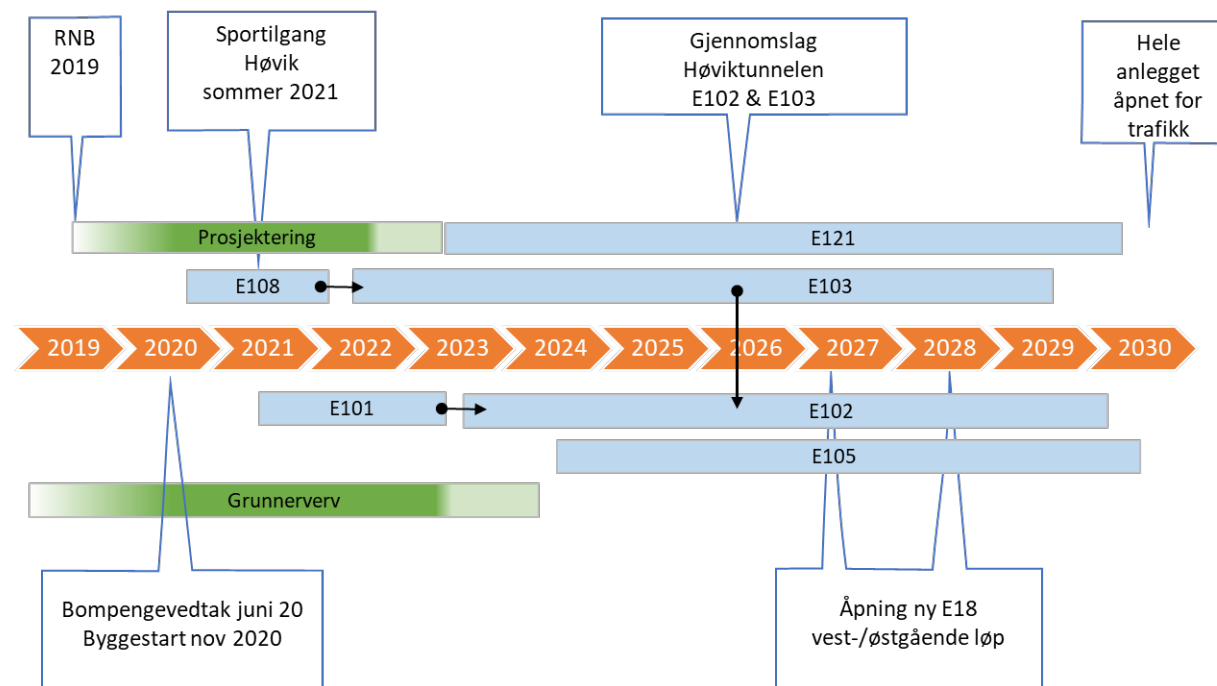 RNB
2019
Sportilgang
Høvik
sommer 2021
Gjennomslag
Høviktunnelen
E102 & E103
Hele
anlegget
åpnet for
trafikk
Prosjektering
E121
E108
E103
2019
2020
2021
2022
2023
2024
2025
2026
2027
2028
2029
2030
E101
E102
E105
Grunnerverv
Bompengevedtak juni 20
Byggestart nov 2020
Åpning ny E18
vest-/østgående løp